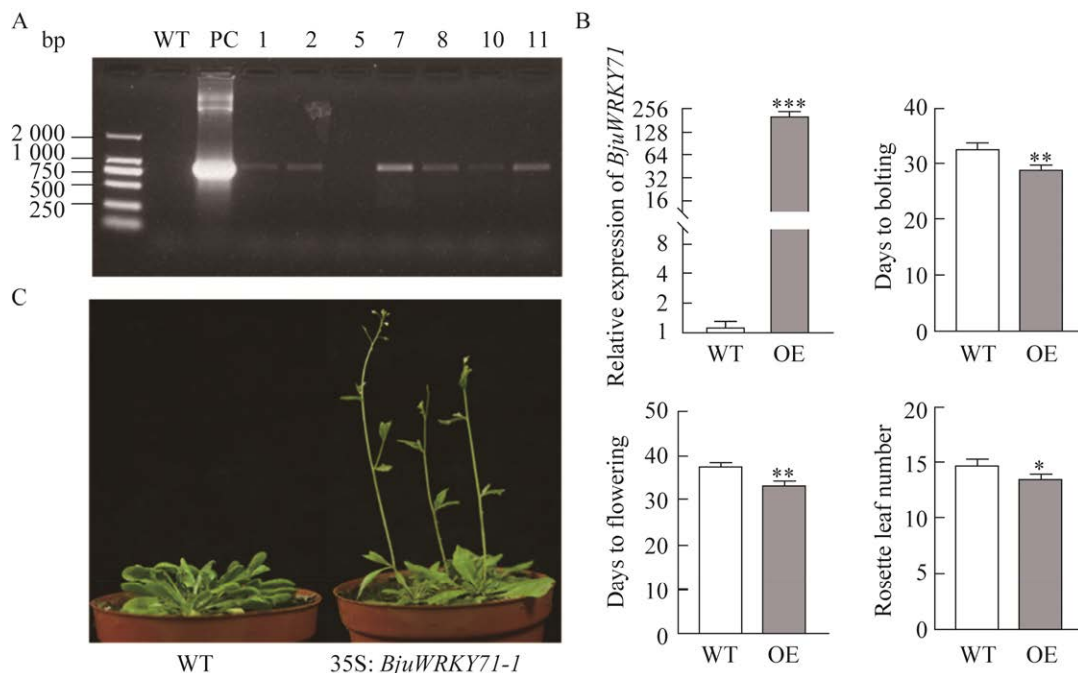 A
bp WT PC 1 2 5 7 8 10 11
2 000
1 000
750
500
250
B
Relative expression of BjuWRKY71
256
128
64
32
16
8
4
2
1
***
WT OE
Days to bolting
40
30
20
10
0
**
WT OE
Days to flowering
50
40
30
20
10
0
**
WT OE
Rosette leaf number
20
15
10
5
0
*
WT OE
C
WT 35S: BjuWRKY71-1